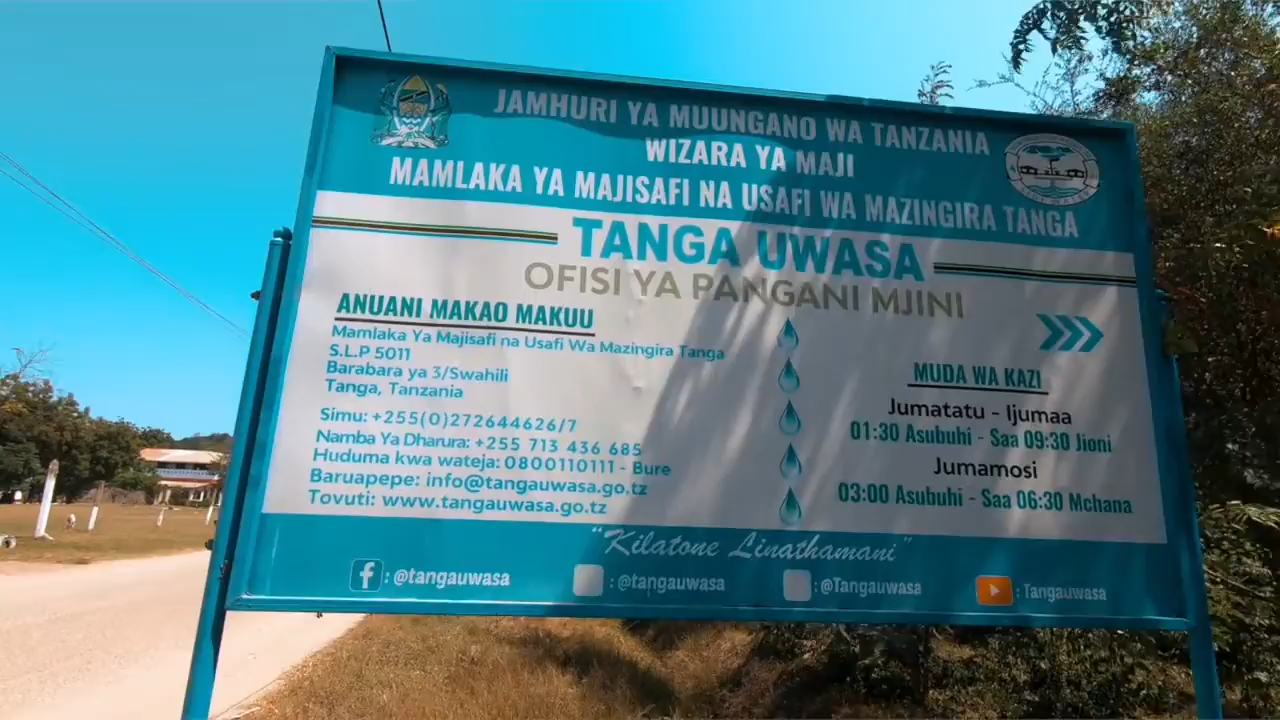 JAMHURI YA MUUNGANO WA TANZANIA
WIZARA YA MAJI
MAMLAKA YA MAJISAFI NA USAFI WA MAZINGIRA TANGA
TANGA UWASA
OFISI YA PANGANI MJINI
ANUANI MAKAO MAKUU
Mamlaka Ya Majisafi na Usafi Wa Mazingira Tanga
S.L.P 5011
Barabara ya 3/Swahili
Tanga, Tanzania
Simu: +255(0)272644626/7
Namba Ya Dharura: +255 713 436 685
Huduma kwa wateja: 0800110111 - Bure
Baruapepe: info@tangauwasa.go.tz
Tovuti: www.tangauwasa.go.tz
MUDA WA KAZI
Jumatatu - Ijumaa
01:30 Asubuhi - Saa 09:30 Jioni
Jumamosi
03:00 Asubuhi - Saa 06:30 Mchana
"Kilatone Linathamani"
f : @tangauwasa
: @tangauwasa
: @Tangauwasa
: Tangauwasa